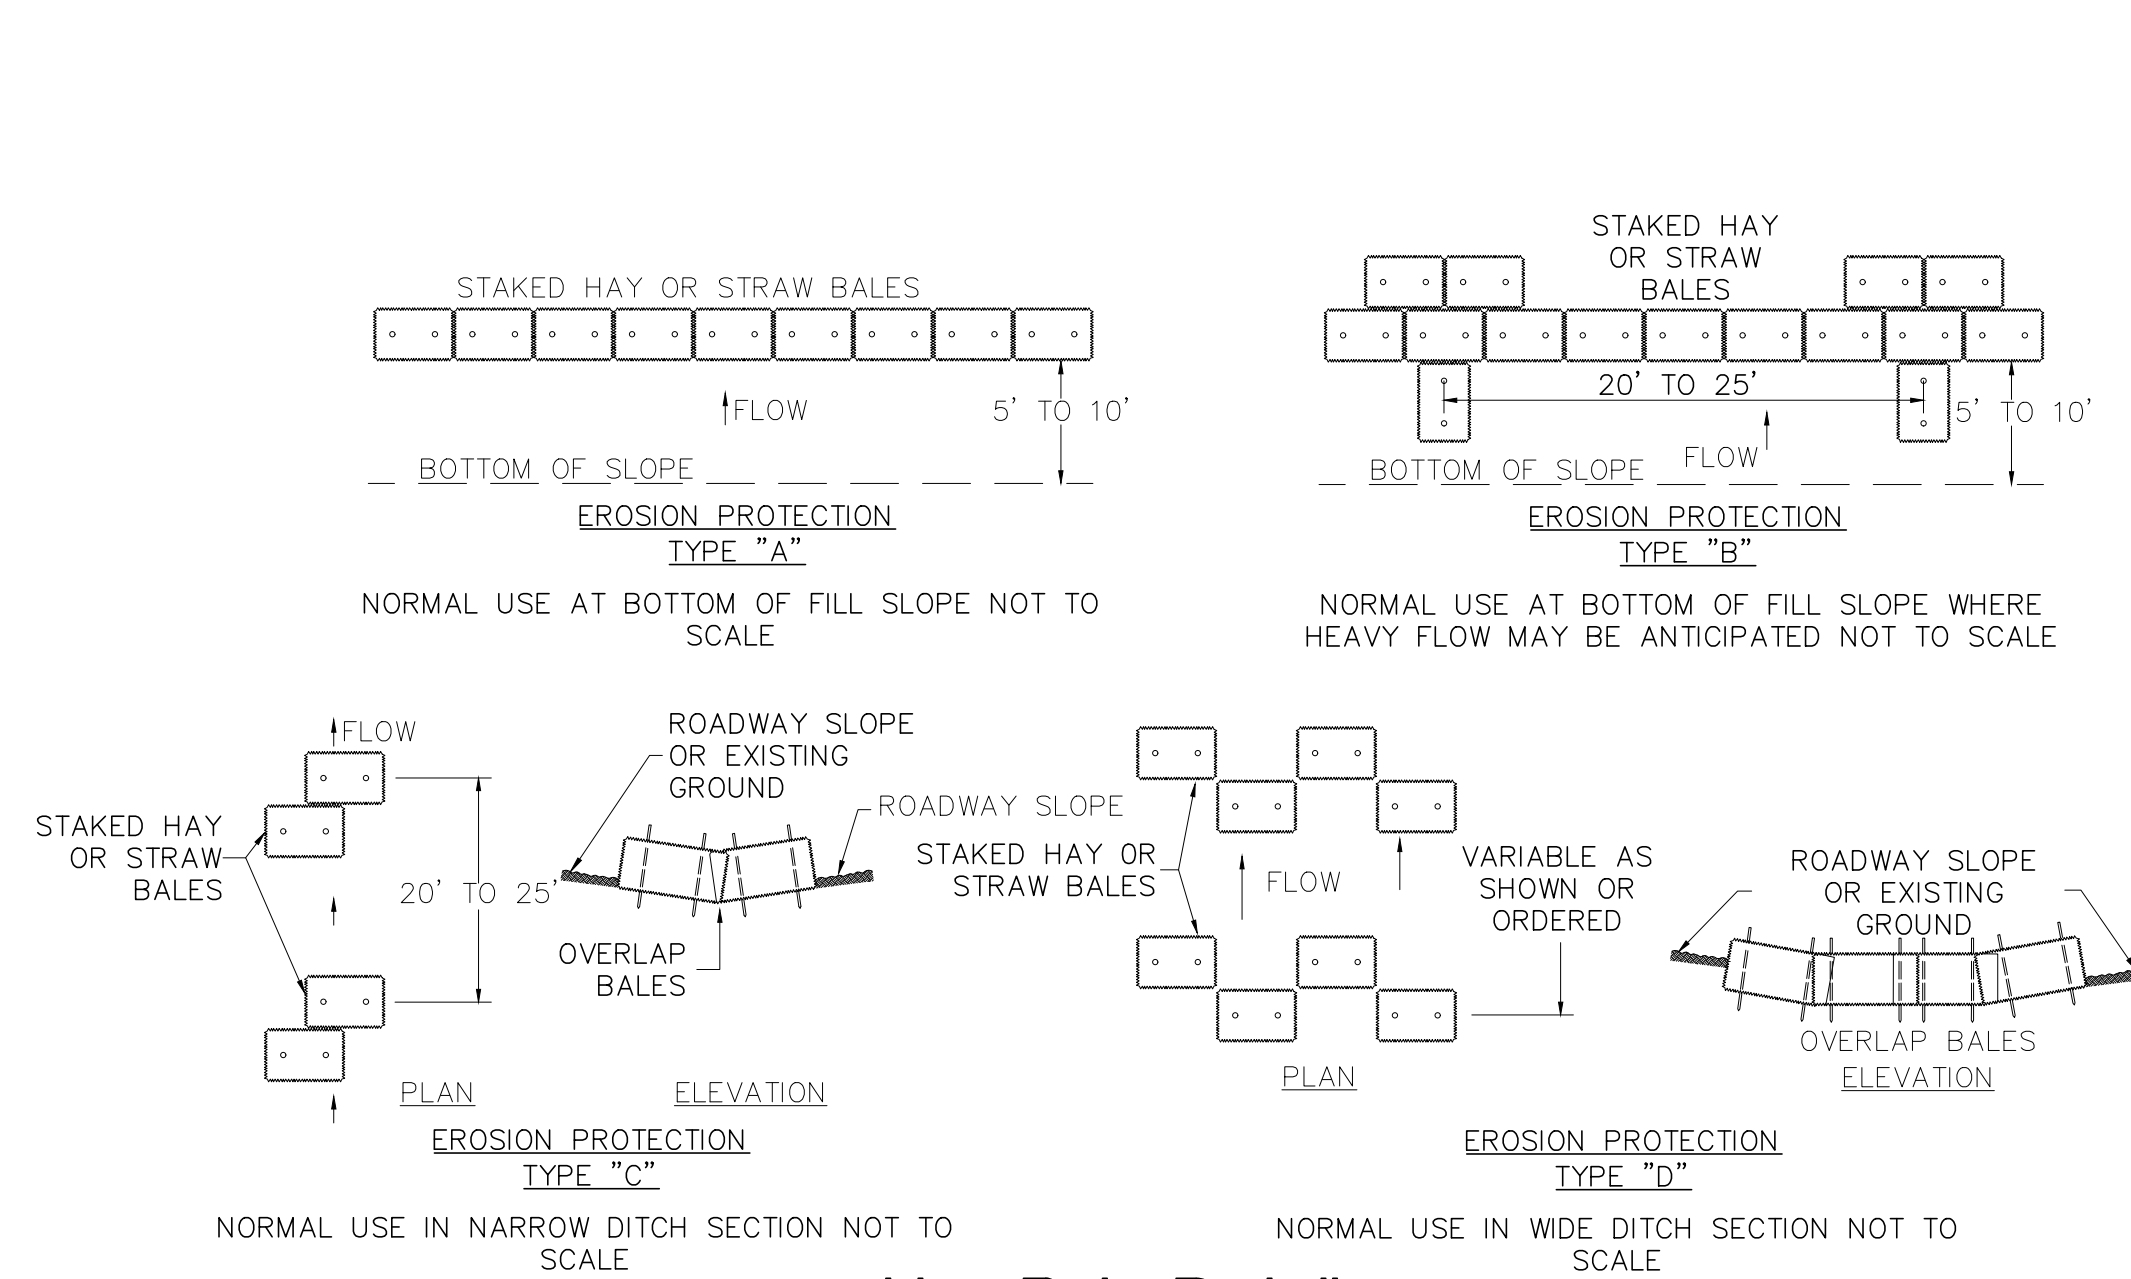 STAKED HAY OR STRAW BALES
FLOW
5' TO 10'
BOTTOM OF SLOPE
EROSION PROTECTION
TYPE "A"
NORMAL USE AT BOTTOM OF FILL SLOPE NOT TO
SCALE
STAKED HAY
OR STRAW
BALES
20' TO 25'
5' TO 10'
FLOW
BOTTOM OF SLOPE
EROSION PROTECTION
TYPE "B"
NORMAL USE AT BOTTOM OF FILL SLOPE WHERE
HEAVY FLOW MAY BE ANTICIPATED NOT TO SCALE
FLOW
STAKED HAY
OR STRAW
BALES
20' TO 25'
ROADWAY SLOPE
OR EXISTING
GROUND
ROADWAY SLOPE
OVERLAP
BALES
PLAN
ELEVATION
EROSION PROTECTION
TYPE "C"
NORMAL USE IN NARROW DITCH SECTION NOT TO
SCALE
STAKED HAY OR
STRAW BALES
FLOW
VARIABLE AS
SHOWN OR
ORDERED
ROADWAY SLOPE
OR EXISTING
GROUND
OVERLAP BALES
PLAN
ELEVATION
EROSION PROTECTION
TYPE "D"
NORMAL USE IN WIDE DITCH SECTION NOT TO
SCALE